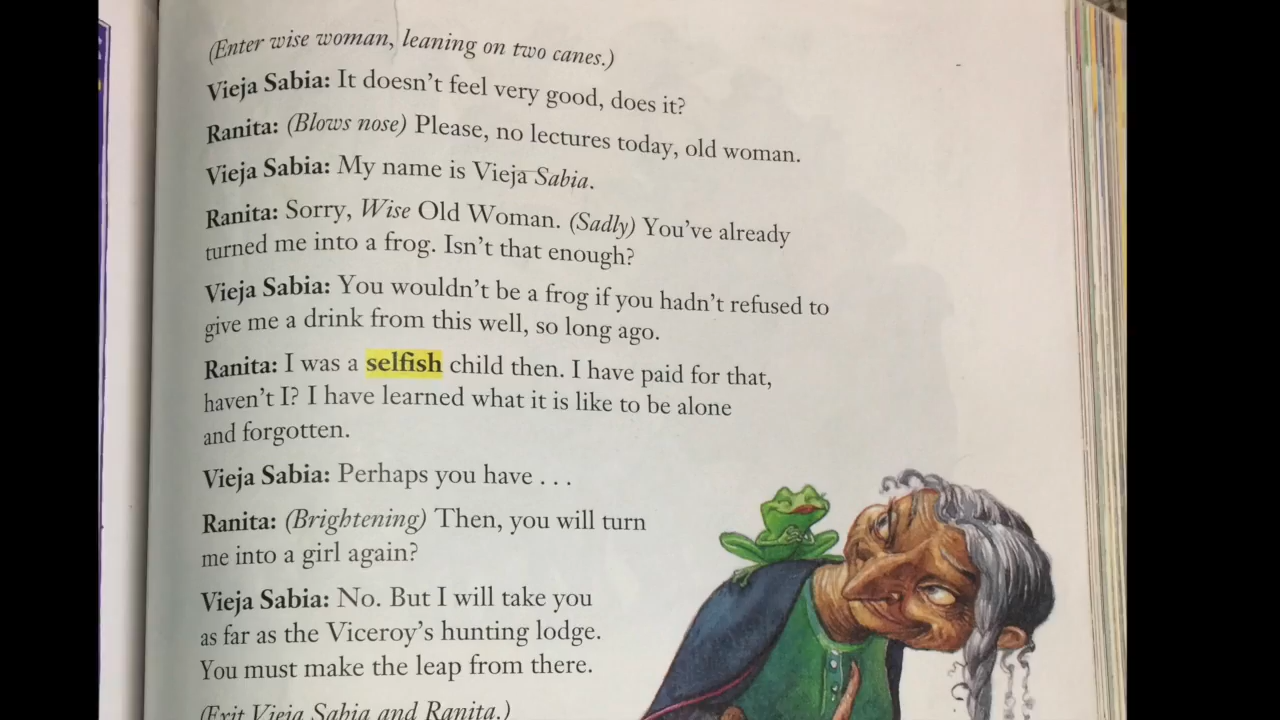 (Enter wise woman, leaning on two canes.)
Vieja Sabia: It doesn't feel very good, does it?
Ranita: (Blows nose) Please, no lectures today, old woman.
Vieja Sabia: My name is Vieja Sabia.
Ranita: Sorry, Wise Old Woman. (Sadly) You've already
turned me into a frog. Isn't that enough?
Vieja Sabia: You wouldn't be a frog if you hadn't refused to
give me a drink from this well, so long ago.
Ranita: I was a selfish child then. I have paid for that,
haven't I? I have learned what it is like to be alone
and forgotten.
Vieja Sabia: Perhaps you have . . .
Ranita: (Brightening) Then, you will turn
me into a girl again?
Vieja Sabia: No. But I will take you
as far as the Viceroy's hunting lodge.
You must make the leap from there.
(Exit Vieja Sabia and Ranita.)